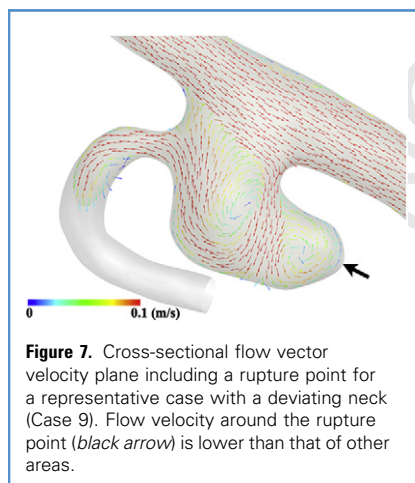 0
0.1 (m/s)
Figure 7. Cross-sectional flow vector
velocity plane including a rupture point for
a representative case with a deviating neck
(Case 9). Flow velocity around the rupture
point (black arrow) is lower than that of other
areas.